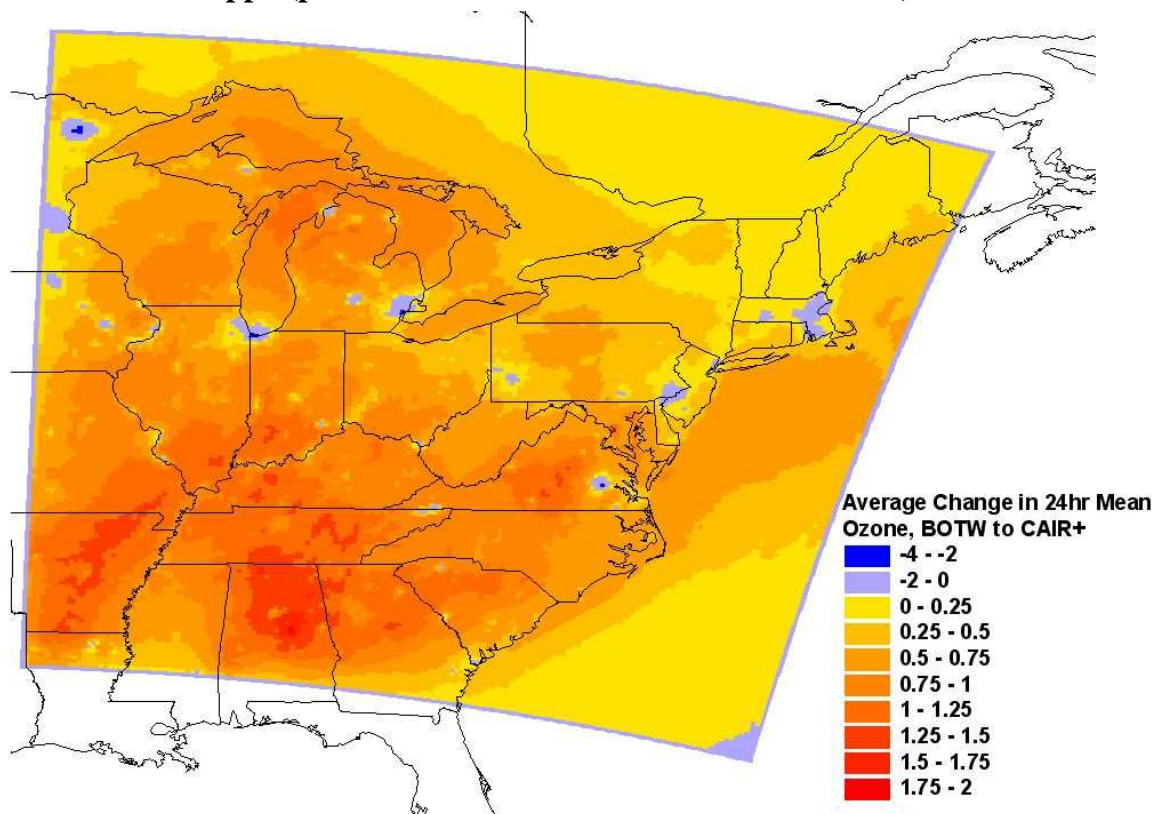 Average Change in 24hr Mean
Ozone, BOTW to CAIR+
-4 - -2
-2 - 0
0 - 0.25
0.25 - 0.5
0.5 - 0.75
0.75 - 1
1 - 1.25
1.25 - 1.5
1.5 - 1.75
1.75 - 2